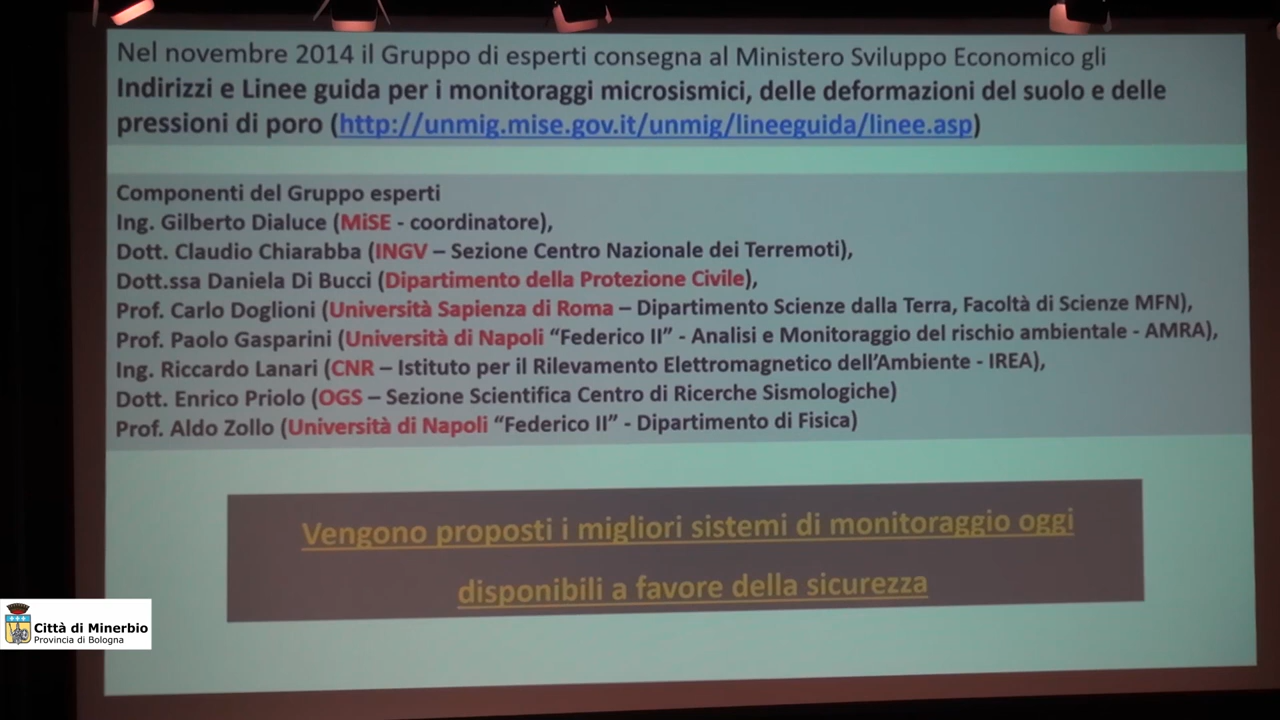 Nel novembre 2014 il Gruppo di esperti consegna al Ministero Sviluppo Economico gli
Indirizzi e Linee guida per i monitoraggi microsismici, delle deformazioni del suolo e delle
pressioni di poro (http://unmig.mise.gov.it/unmig/lineeguida/linee.asp)
Componenti del Gruppo esperti
Ing. Gilberto Dialuce (MiSE - coordinatore),
Dott. Claudio Chiarabba (INGV – Sezione Centro Nazionale dei Terremoti),
Dott.ssa Daniela Di Bucci (Dipartimento della Protezione Civile),
Prof. Carlo Doglioni (Università Sapienza di Roma – Dipartimento Scienze dalla Terra, Facoltà di Scienze MFN),
Prof. Paolo Gasparini (Università di Napoli “Federico II” - Analisi e Monitoraggio del rischio ambientale - AMRA),
Ing. Riccardo Lanari (CNR – Istituto per il Rilevamento Elettromagnetico dell’Ambiente - IREA),
Dott. Enrico Priolo (OGS – Sezione Scientifica Centro di Ricerche Sismologiche)
Prof. Aldo Zollo (Università di Napoli “Federico II” - Dipartimento di Fisica)
Vengono proposti i migliori sistemi di monitoraggio oggi
disponibili a favore della sicurezza
Città di Minerbio
Provincia di Bologna